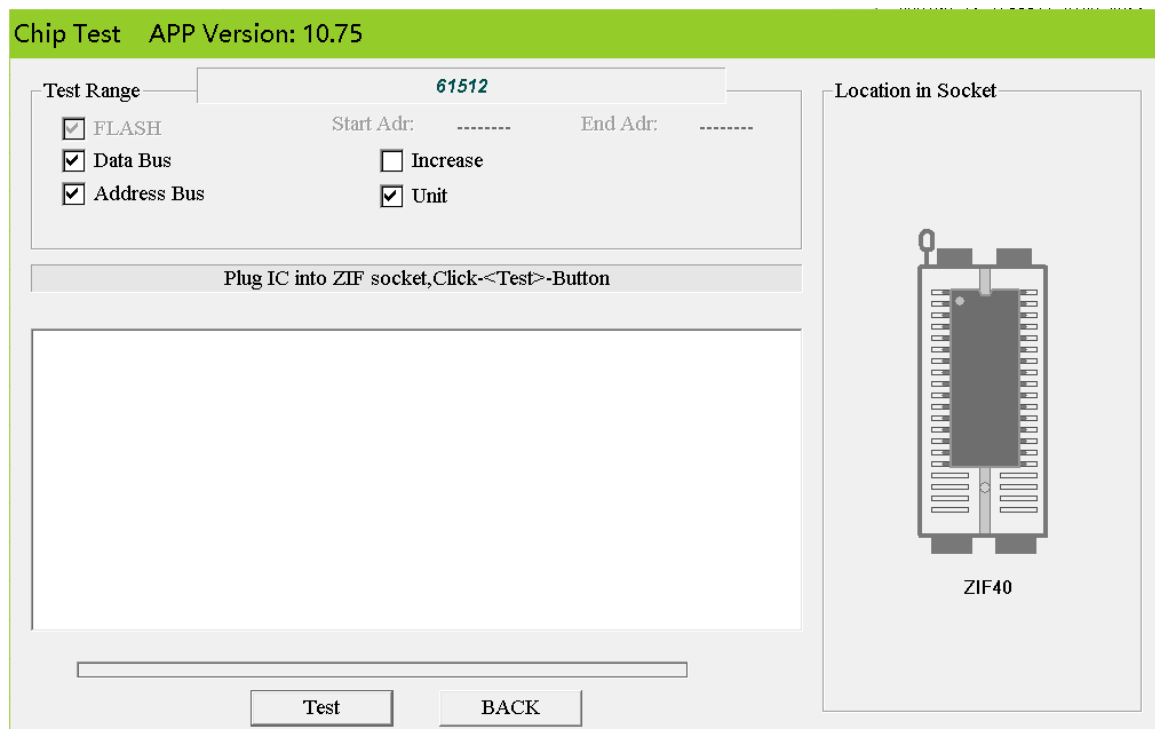 Chip Test APP Version: 10.75
Test Range
61512
FLASH
Start Adr: --------
End Adr: --------
Data Bus
Increase
Address Bus
Unit
Plug IC into ZIF socket,Click-<Test>-Button
Test
BACK
Location in Socket
ZIF40